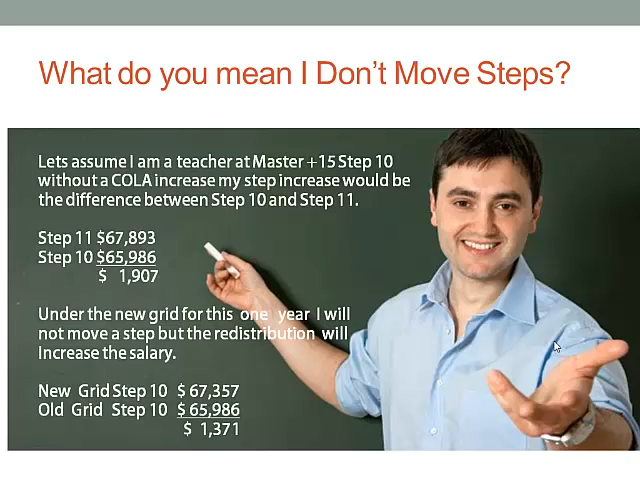 What do you mean I Don't Move Steps?
Lets assume I am a teacher at Master +15 Step 10
without a COLA increase my step increase would be
the difference between Step 10 and Step 11.
Step 11 $67,893
Step 10 $65,986
$ 1,907
Under the new grid for this one year I will
not move a step but the redistribution will
Increase the salary.
New Grid Step 10 $ 67,357
Old Grid Step 10 $ 65,986
$ 1,371